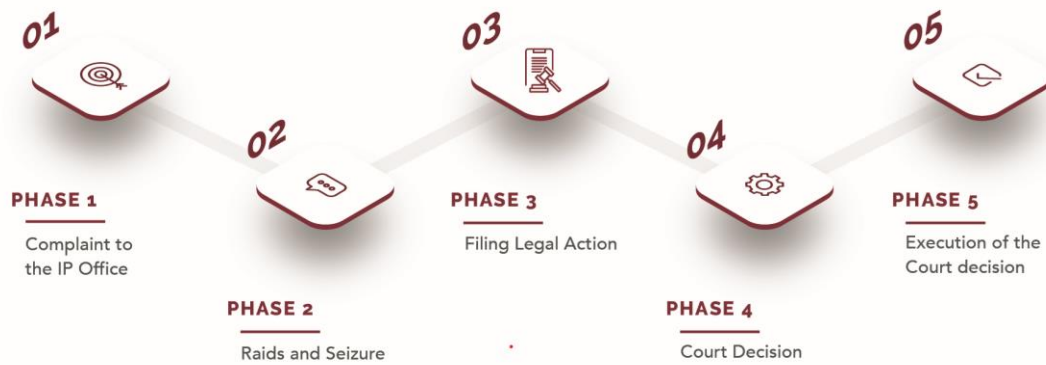 01
PHASE 1
Complaint to
the IP Office
02
PHASE 2
Raids and Seizure
03
PHASE 3
Filing Legal Action
04
PHASE 4
Court Decision
05
PHASE 5
Execution of the
Court decision